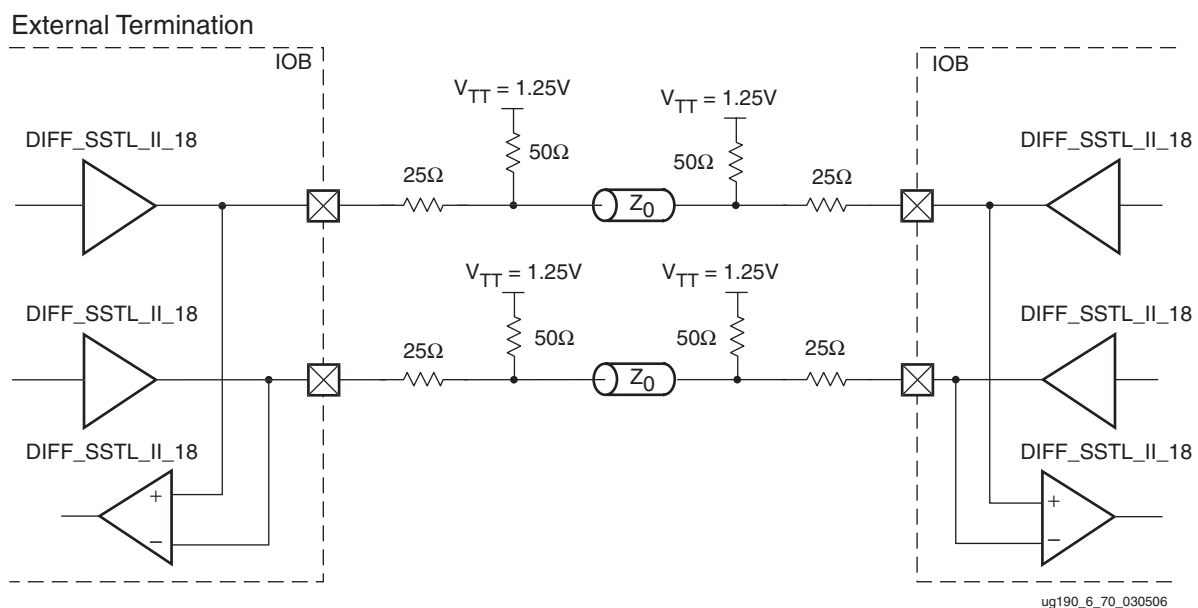 External Termination
IOB
IOB
V_TT = 1.25V
V_TT = 1.25V
DIFF_SSTL_II_18
DIFF_SSTL_II_18
50Ω
50Ω
25Ω
25Ω
Z_0
V_TT = 1.25V
V_TT = 1.25V
DIFF_SSTL_II_18
DIFF_SSTL_II_18
50Ω
50Ω
25Ω
25Ω
Z_0
DIFF_SSTL_II_18
DIFF_SSTL_II_18
+
+
−
−
ug190_6_70_030506